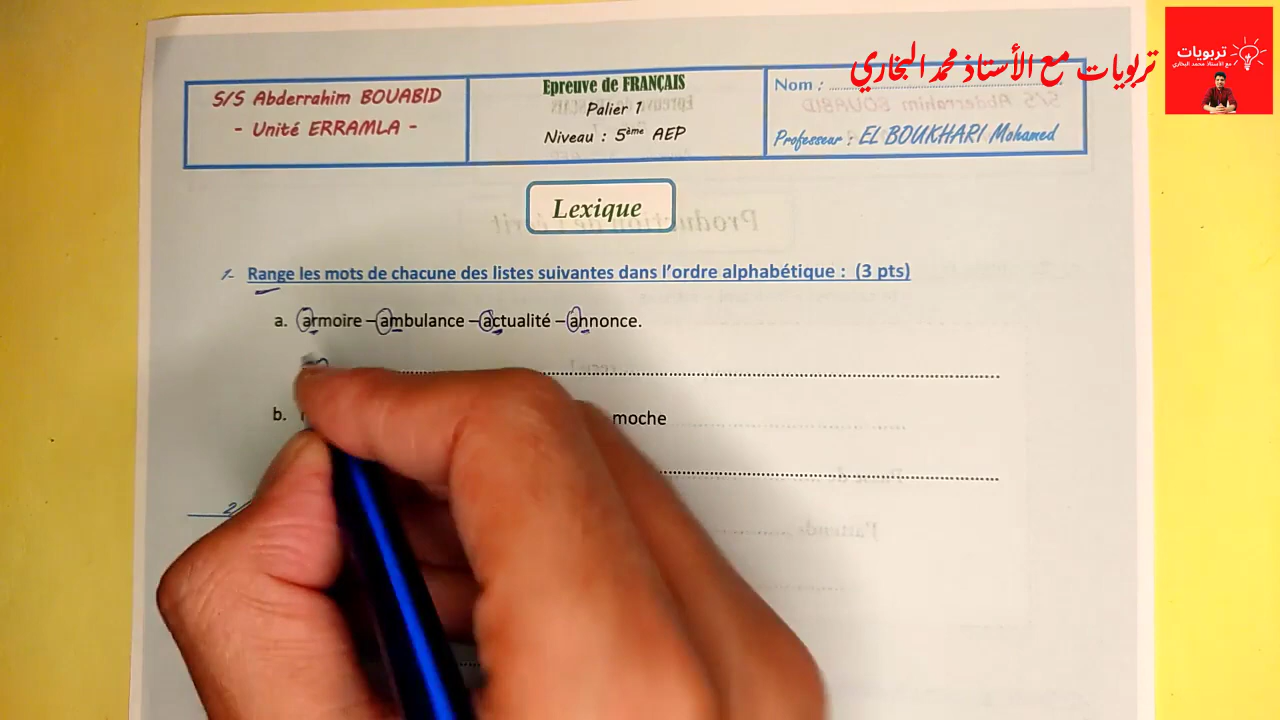 تربويات مع الأستاذ محمد البخاري
تربويات
مع الأستاذ محمد البخاري
S/S Abderrahim BOUABID
- Unité ERRAMLA -
Epreuve de FRANÇAIS
Palier 1
Niveau : 5ème AEP
Nom :
Professeur : EL BOUKHARI Mohamed
Lexique
1- Range les mots de chacune des listes suivantes dans l'ordre alphabétique : (3 pts)
a. armoire – ambulance – actualité – annonce.
b. moche
2/